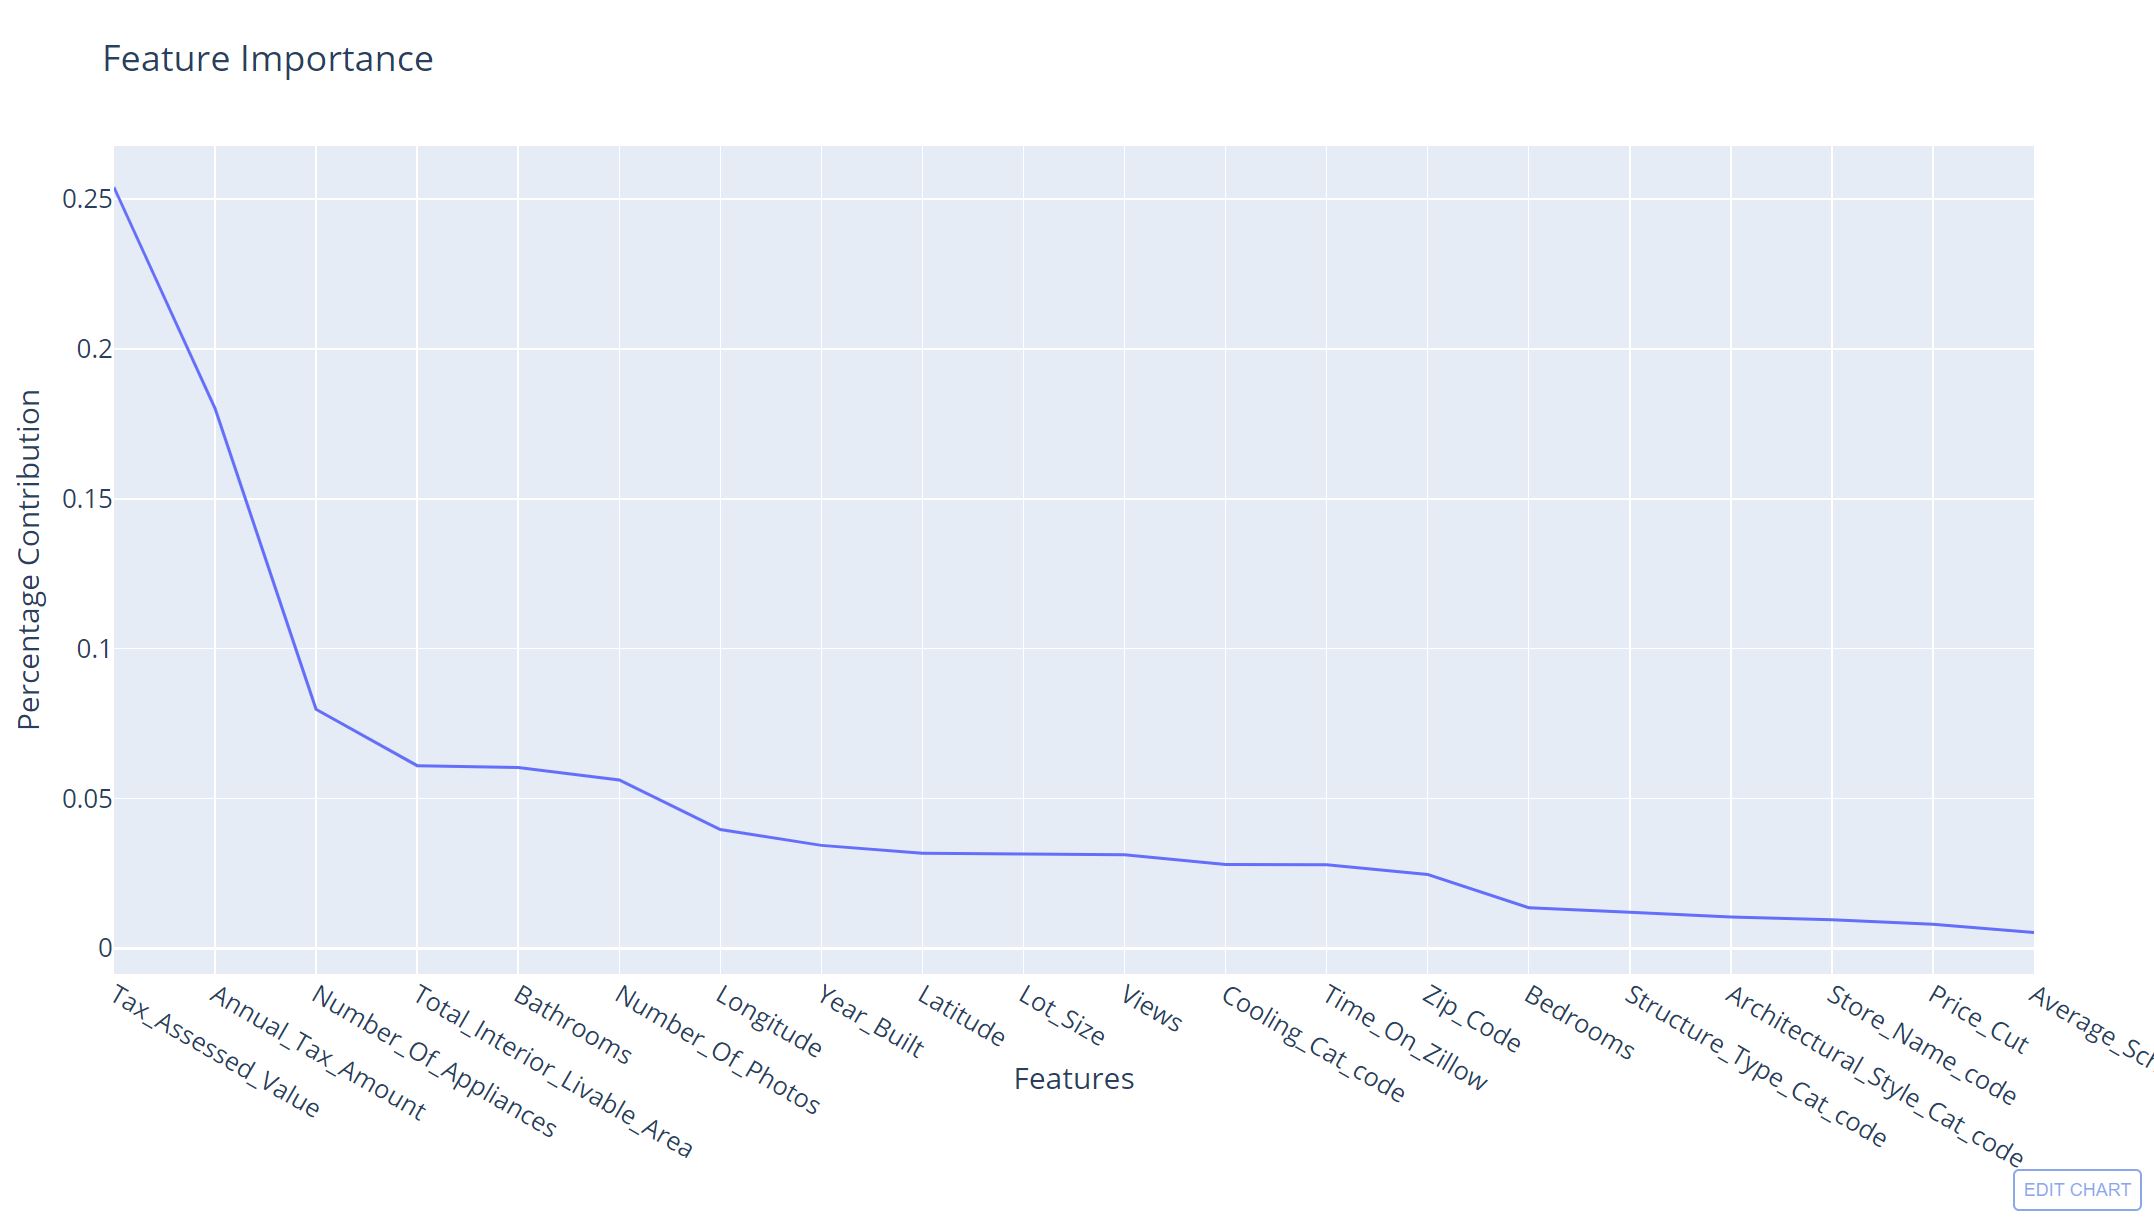 Feature Importance
Percentage Contribution
0.25
0.2
0.15
0.1
0.05
0
Tax_Assessed_Value
Annual_Tax_Amount
Number_Of_Appliances
Total_Interior_Livable_Area
Bathrooms
Number_Of_Photos
Longitude
Year_Built
Latitude
Lot_Size
Views
Cooling_Cat_code
Time_On_Zillow
Zip_Code
Bedrooms
Structure_Type_Cat_code
Architectural_Style_Cat_code
Store_Name_code
Price_Cut
Features
EDIT CHART